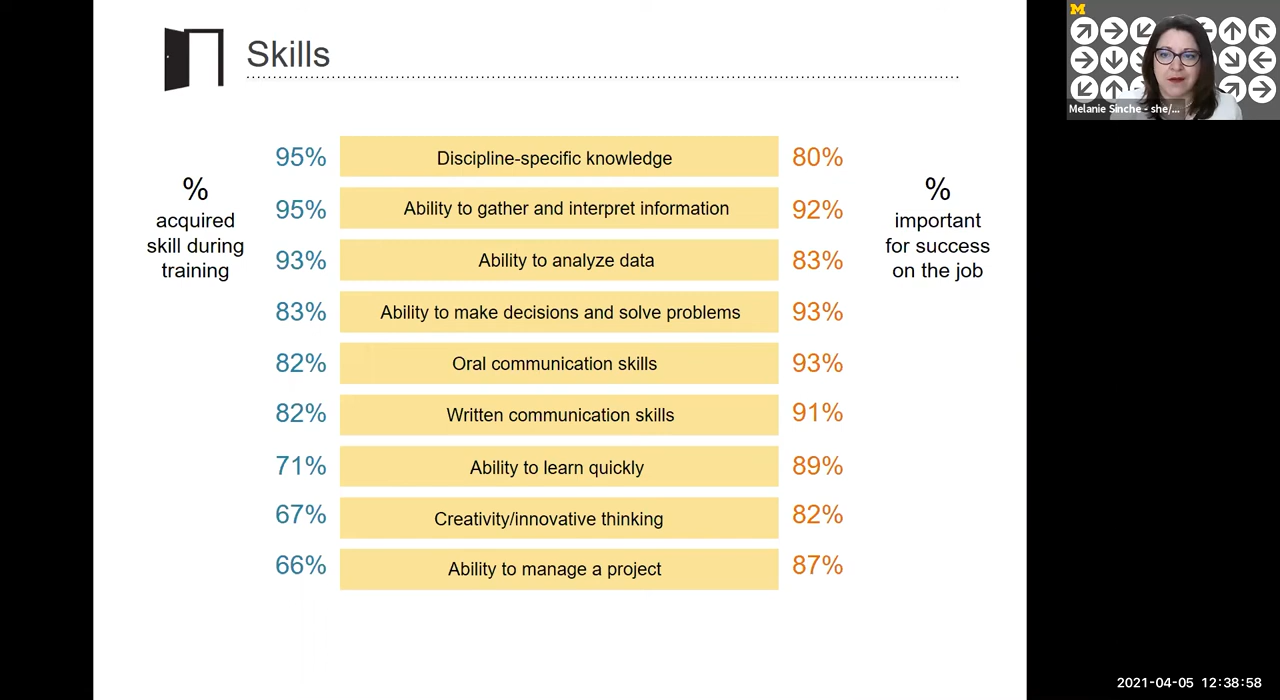 Skills
%
acquired
skill during
training
%
important
for success
on the job
95% Discipline-specific knowledge 80%
95% Ability to gather and interpret information 92%
93% Ability to analyze data 83%
83% Ability to make decisions and solve problems 93%
82% Oral communication skills 93%
82% Written communication skills 91%
71% Ability to learn quickly 89%
67% Creativity/innovative thinking 82%
66% Ability to manage a project 87%
M
Melanie Sinche - she/...
2021-04-05 12:38:58